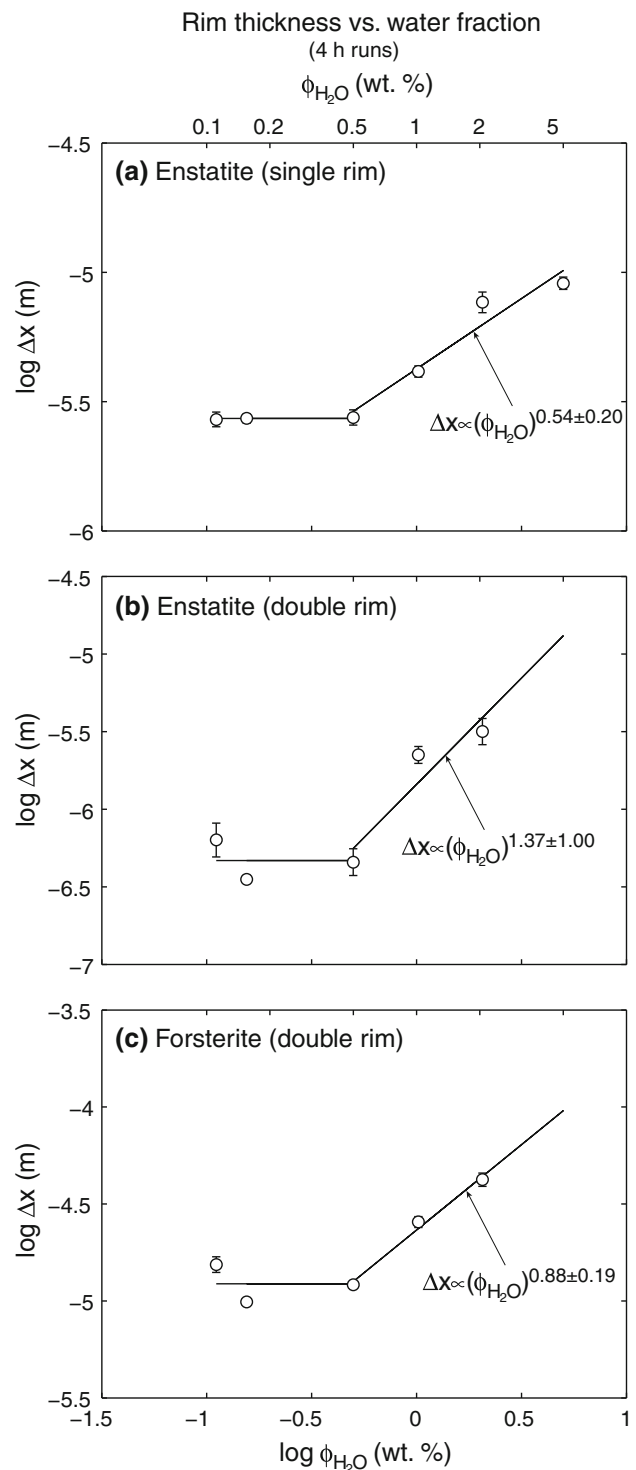 Rim thickness vs. water fraction
(4 h runs)
ϕH₂O (wt. %)
0.1 0.2 0.5 1 2 5
−4.5
(a) Enstatite (single rim)
−5
log Δx (m)
−5.5
Δx∝(ϕH₂O)^0.54±0.20
−6
−4.5
(b) Enstatite (double rim)
−5
−5.5
log Δx (m)
−6
Δx∝(ϕH₂O)^1.37±1.00
−6.5
−7
−3.5
(c) Forsterite (double rim)
−4
log Δx (m)
−4.5
Δx∝(ϕH₂O)^0.88±0.19
−5
−5.5
−1.5 −1 −0.5 0 0.5 1
log ϕH₂O (wt. %)